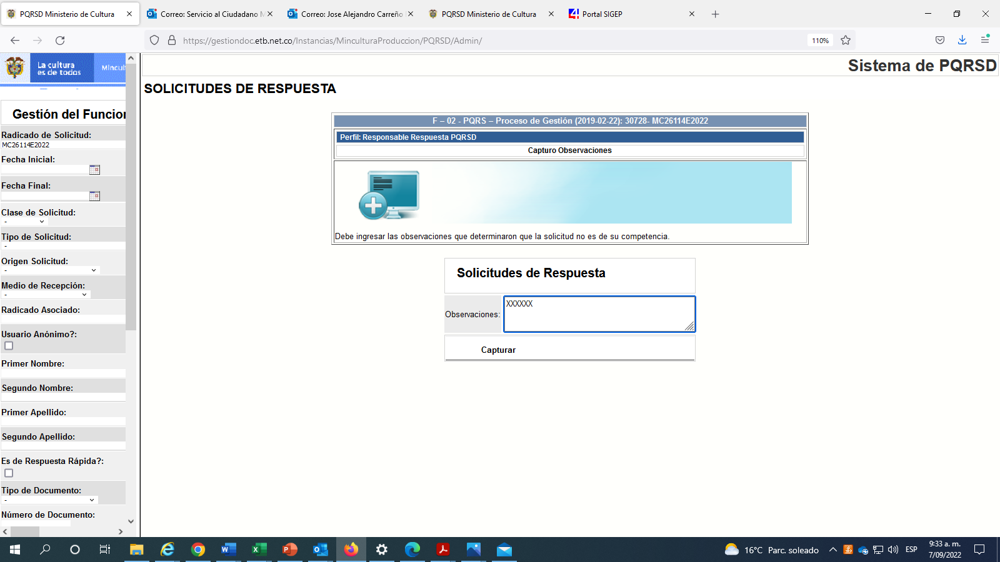 PQRSD Ministerio de Cultura
Correo: Servicio al Ciudadano M
Correo: Jose Alejandro Carreño
PQRSD Ministerio de Cultura
Portal SIGEP
https://gestiondoc.etb.net.co/Instancias/MinculturaProduccion/PQRSD/Admin/
110%
La cultura
es de todos
Mincult
Sistema de PQRSD
SOLICITUDES DE RESPUESTA
Gestión del Funcion
Radicado de Solicitud:
MC26114E2022
Fecha Inicial:
Fecha Final:
Clase de Solicitud:
-
Tipo de Solicitud:
-
Origen Solicitud:
-
Medio de Recepción:
-
Radicado Asociado:
Usuario Anónimo?:
Primer Nombre:
Segundo Nombre:
Primer Apellido:
Segundo Apellido:
Es de Respuesta Rápida?:
Tipo de Documento:
-
Número de Documento:
F – 02 - PQRS – Proceso de Gestión (2019-02-22): 30728- MC26114E2022
Perfil: Responsable Respuesta PQRSD
Capturo Observaciones
Debe ingresar las observaciones que determinaron que la solicitud no es de su competencia.
Solicitudes de Respuesta
Observaciones:
XXXXXX
Capturar
16°C Parc. soleado
ESP
9:33 a. m.
7/09/2022